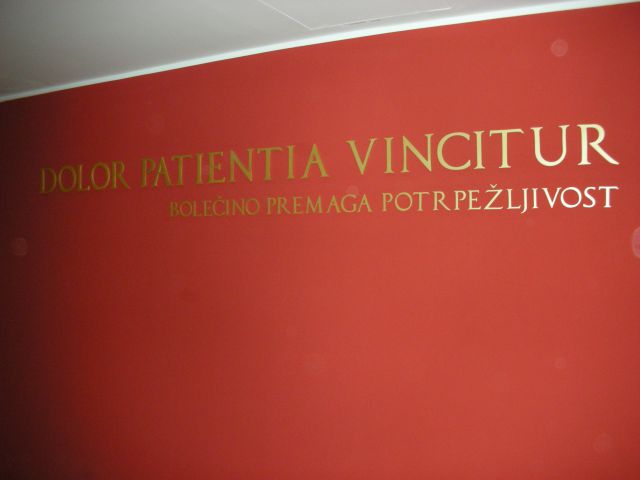 DOLOR PATIENTIA VINCITUR
BOLEČINO PREMAGA POTRPEŽLJIVOST